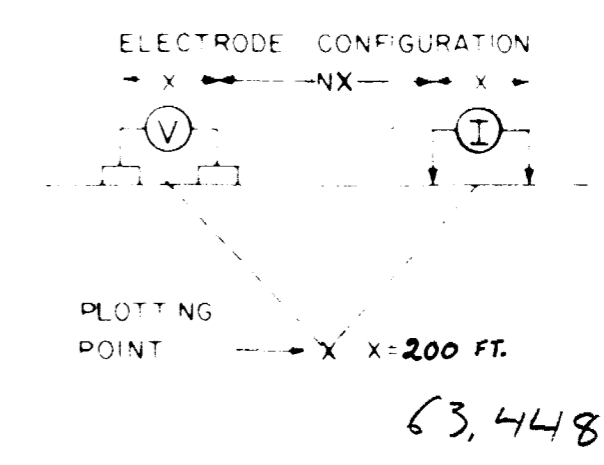 ELECTRODE CONFIGURATION
X NX X
V I
PLOTTING
POINT X X=200 FT.
63,448